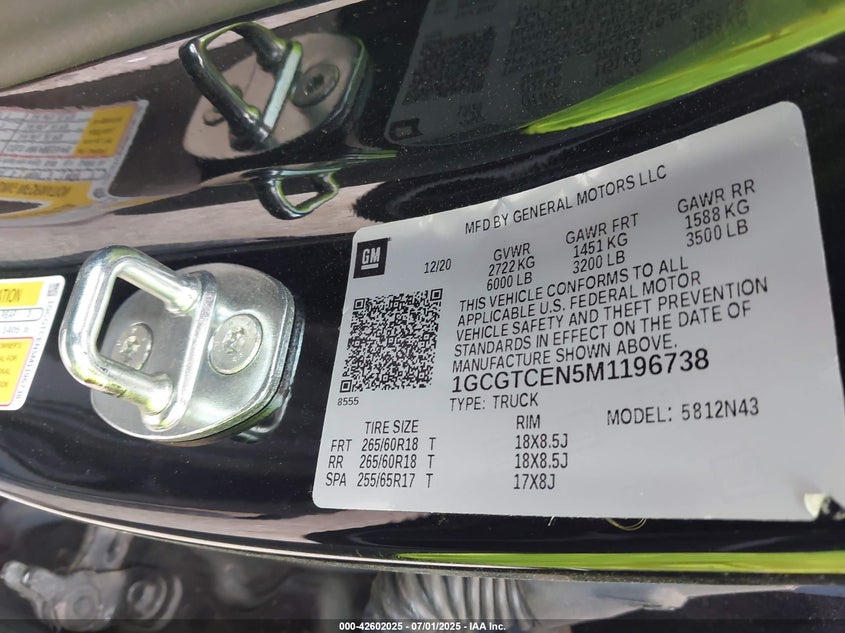 MFD BY GENERAL MOTORS LLC
GM
12/20
GVWR
2722 KG
6000 LB
GAWR FRT
1451 KG
3200 LB
GAWR RR
1588 KG
3500 LB
THIS VEHICLE CONFORMS TO ALL
APPLICABLE U.S. FEDERAL MOTOR
VEHICLE SAFETY AND THEFT PREVENTION
STANDARDS IN EFFECT ON THE DATE OF
MANUFACTURE SHOWN ABOVE.
1GCGTCEN5M1196738
8555
TYPE: TRUCK
MODEL: 5812N43
TIRE SIZE RIM
FRT 265/60R18 T 18X8.5J
RR 265/60R18 T 18X8.5J
SPA 255/65R17 T 17X8J
000-42602025 - 07/01/2025 - IAA Inc.